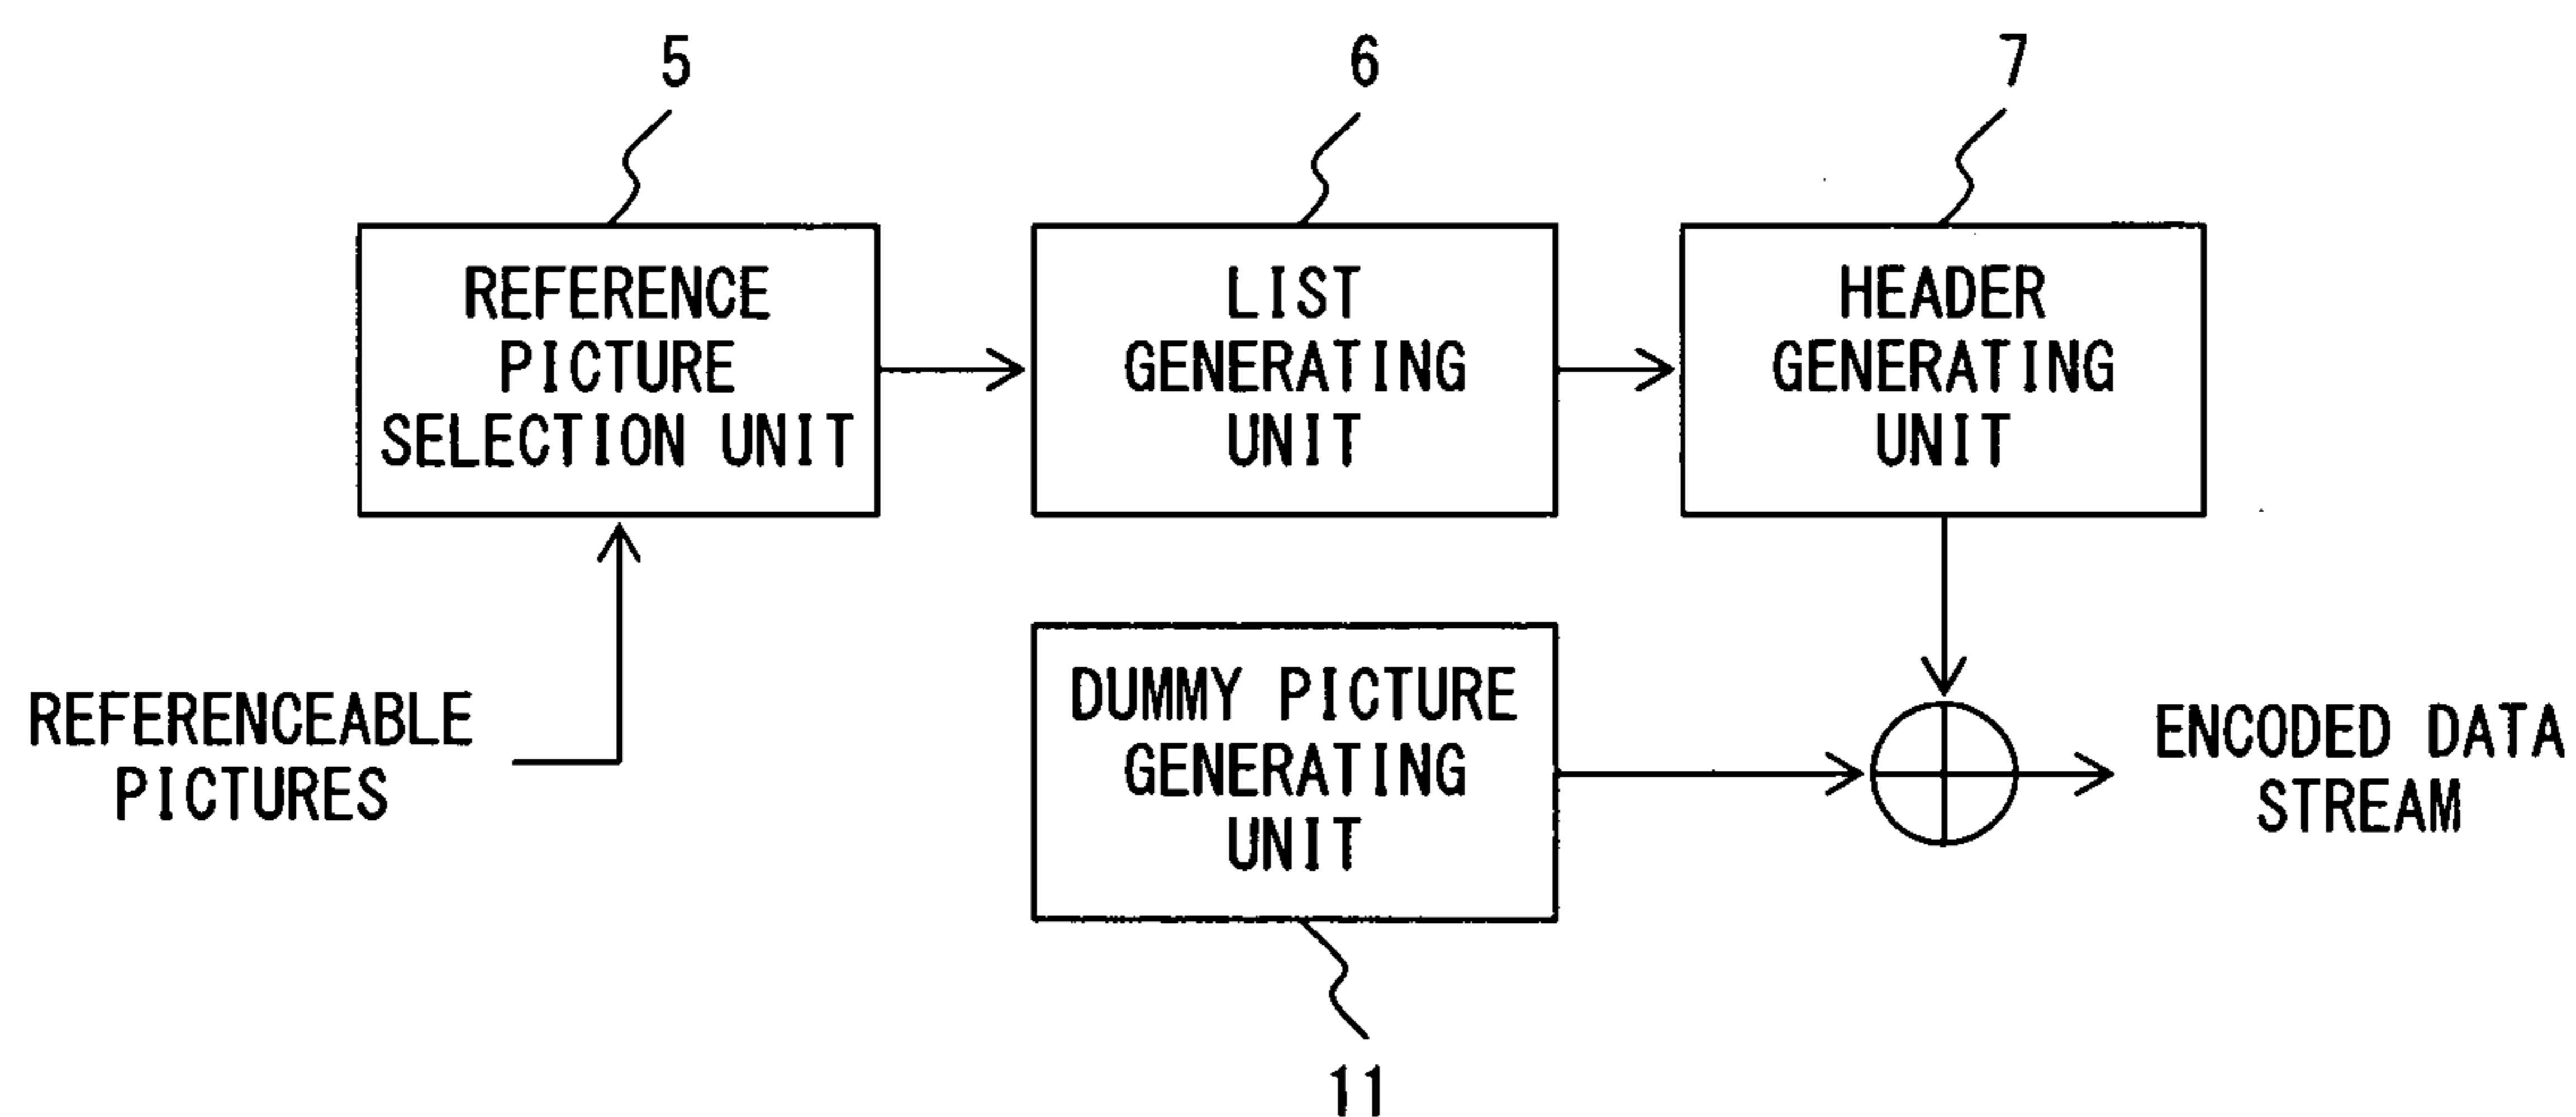 5
6
7
REFERENCE
PICTURE
SELECTION UNIT
LIST
GENERATING
UNIT
HEADER
GENERATING
UNIT
REFERENCEABLE
PICTURES
DUMMY PICTURE
GENERATING
UNIT
ENCODED DATA
STREAM
11